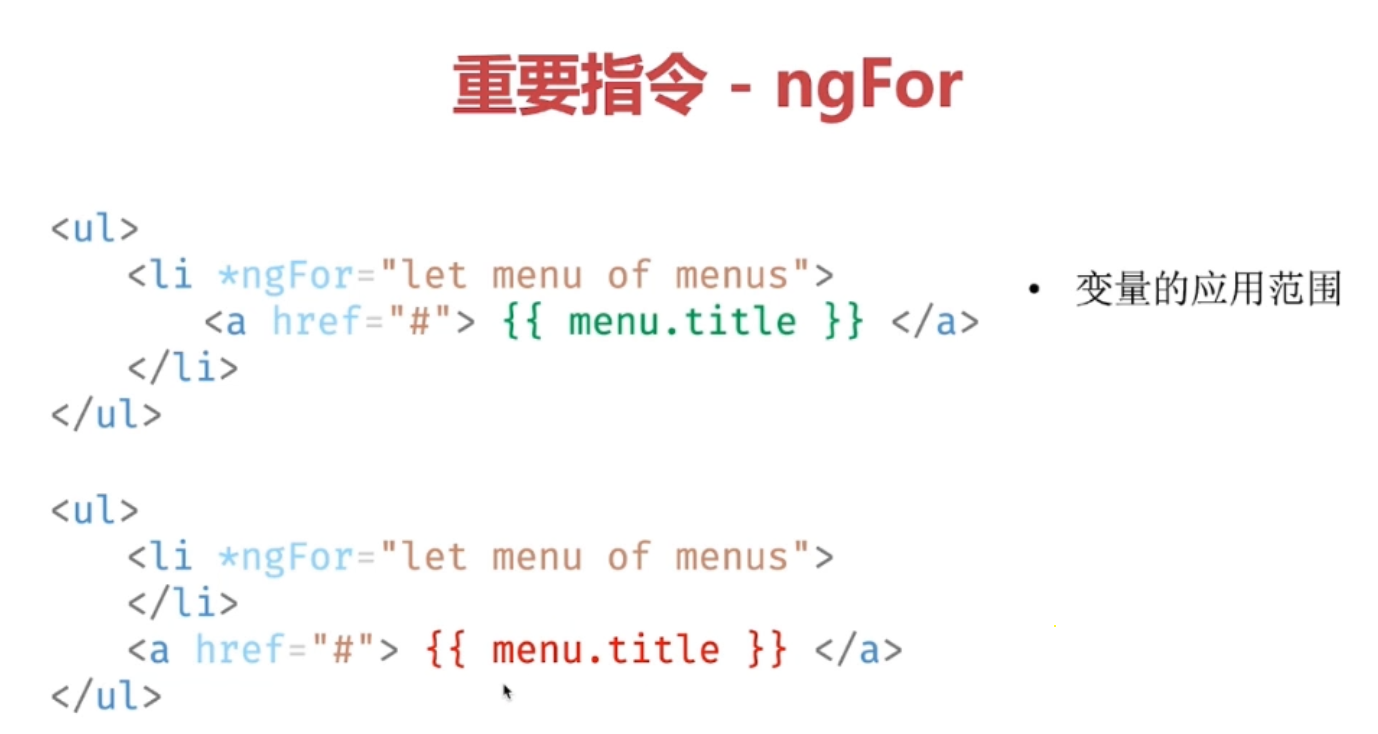 重要指令 - ngFor
<ul>
<li *ngFor="let menu of menus">
<a href="#"> {{ menu.title }} </a>
</li>
</ul>
• 变量的应用范围
<ul>
<li *ngFor="let menu of menus">
</li>
<a href="#"> {{ menu.title }} </a>
</ul>